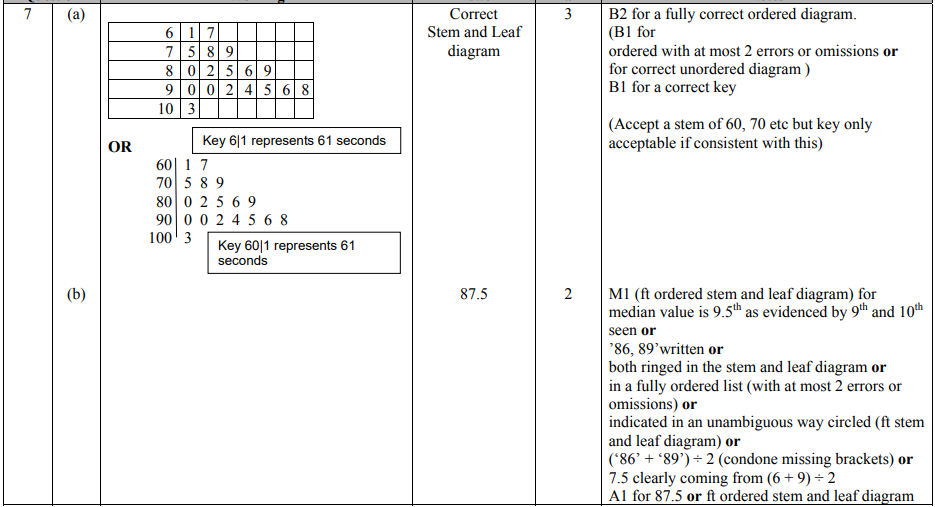 7 (a) Correct 3 B2 for a fully correct ordered diagram.
6 1 7 Stem and Leaf (B1 for
7 5 8 9 diagram ordered with at most 2 errors or omissions or
8 0 2 5 6 9 for correct unordered diagram )
9 0 0 2 4 5 6 8 B1 for a correct key
10 3
(Accept a stem of 60, 70 etc but key only
OR Key 6|1 represents 61 seconds acceptable if consistent with this)
60 1 7
70 5 8 9
80 0 2 5 6 9
90 0 0 2 4 5 6 8
100 3 Key 60|1 represents 61
seconds
(b) 87.5 2 M1 (ft ordered stem and leaf diagram) for
median value is 9.5th as evidenced by 9th and 10th
seen or
’86, 89’written or
both ringed in the stem and leaf diagram or
in a fully ordered list (with at most 2 errors or
omissions) or
indicated in an unambiguous way circled (ft stem
and leaf diagram) or
(‘86’ + ‘89’) ÷ 2 (condone missing brackets) or
7.5 clearly coming from (6 + 9) ÷ 2
A1 for 87.5 or ft ordered stem and leaf diagram